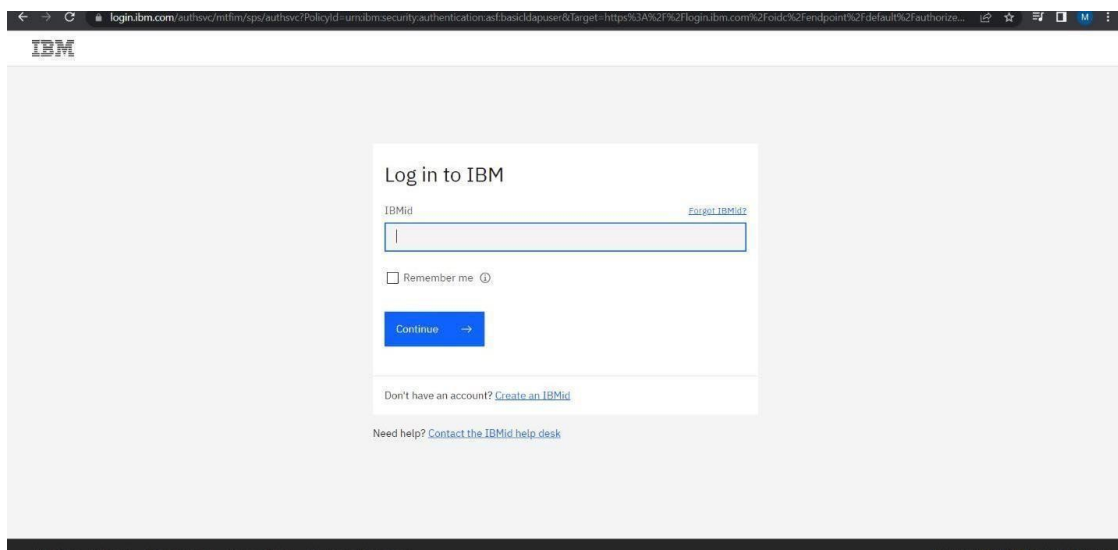 login.ibm.com/authsvc/mtfim/sps/authsvc?PolicyId=urn:ibm:security:authentication:asf:basicldapuser&Target=https%3A%2F%2Flogin.ibm.com%2Foidc%2Fendpoint%2Fdefault%2Fauthorize...
M
IBM
Log in to IBM
IBMid Forgot IBMid?
Remember me
Continue →
Don't have an account? Create an IBMid
Need help? Contact the IBMid help desk